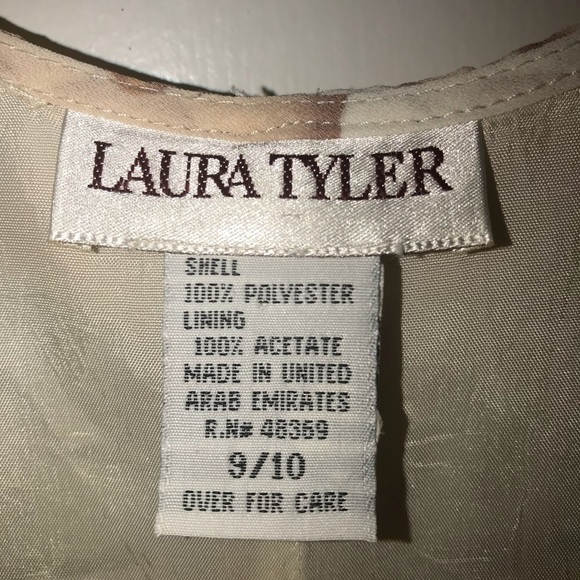 LAURA TYLER
SHELL
100% POLYESTER
LINING
100% ACETATE
MADE IN UNITED
ARAB EMIRATES
R.N# 48369
9/10
OVER FOR CARE